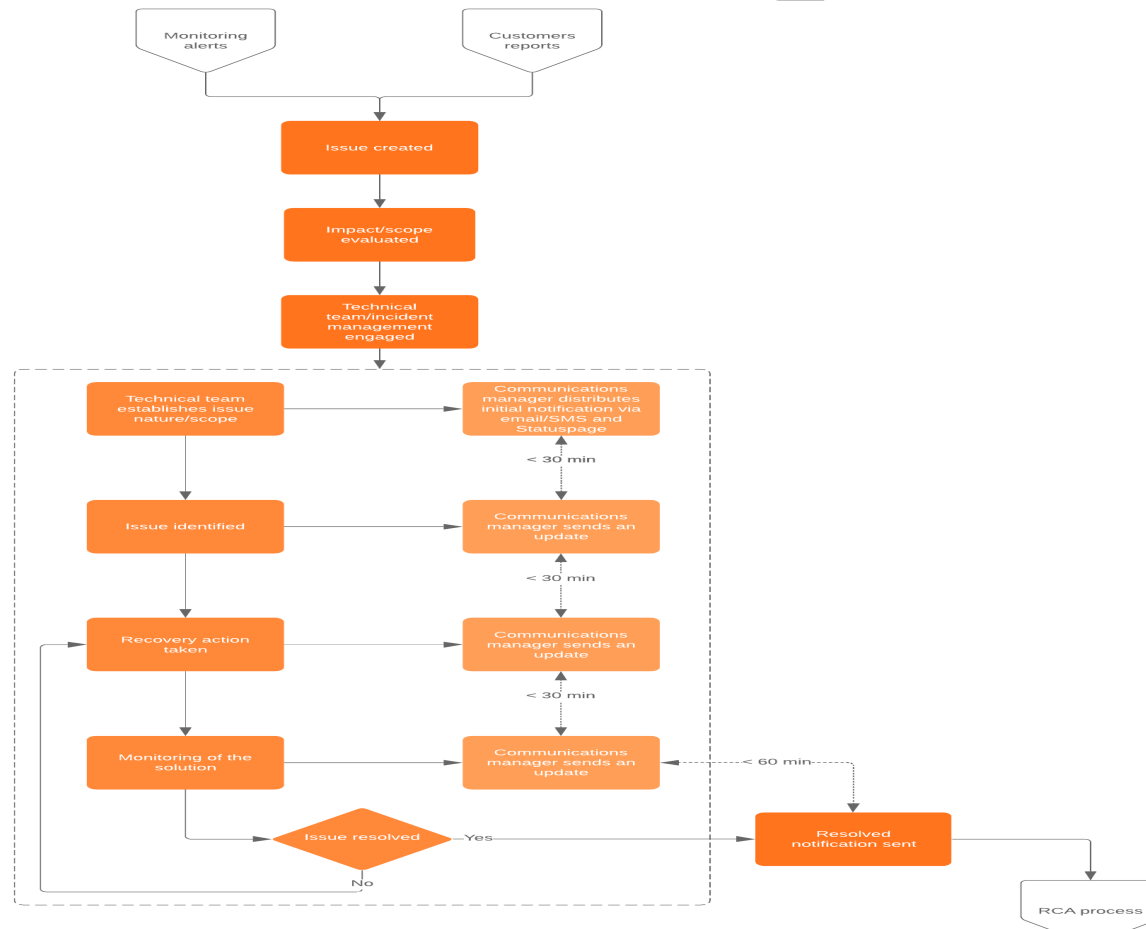 Monitoring
alerts
Customers
reports
Issue created
Impact/scope
evaluated
Technical
team/incident
management
engaged
Technical team
establishes issue
nature/scope
Communications
manager distributes
initial notification via
email/SMS and
Statuspage
< 30 min
Issue identified
Communications
manager sends an
update
< 30 min
Recovery action
taken
Communications
manager sends an
update
< 30 min
Monitoring of the
solution
Communications
manager sends an
update
< 60 min
Issue resolved
Yes
No
Resolved
notification sent
RCA process